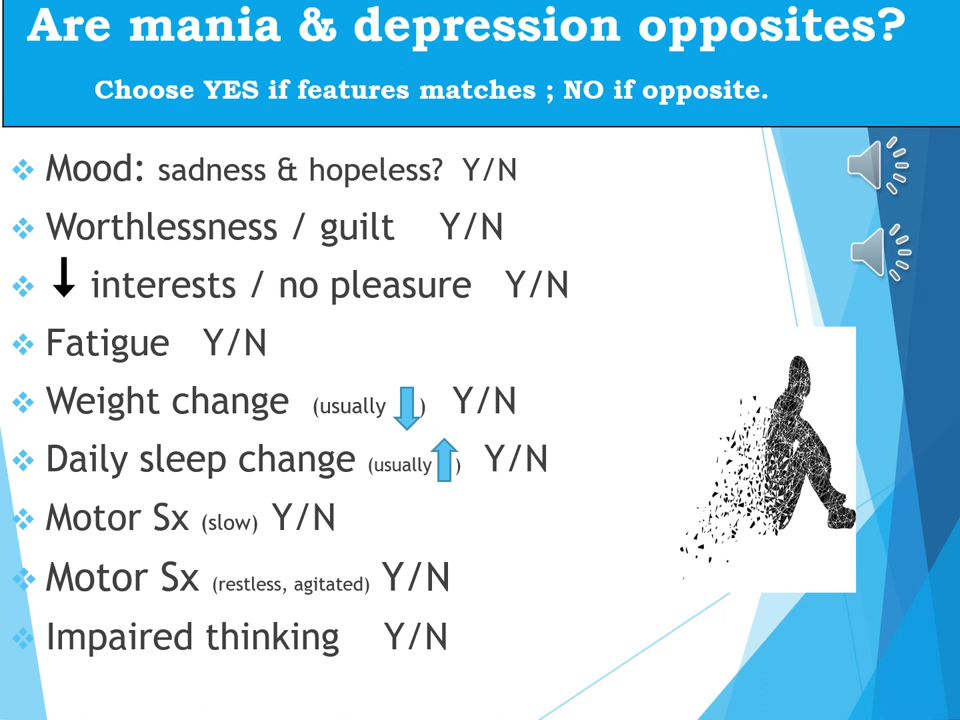 Are mania & depression opposites?
Choose YES if features matches ; NO if opposite.
Mood: sadness & hopeless? Y/N
Worthlessness / guilt Y/N
↓ interests / no pleasure Y/N
Fatigue Y/N
Weight change (usually ↓) Y/N
Daily sleep change (usually ↑) Y/N
Motor Sx (slow) Y/N
Motor Sx (restless, agitated) Y/N
Impaired thinking Y/N